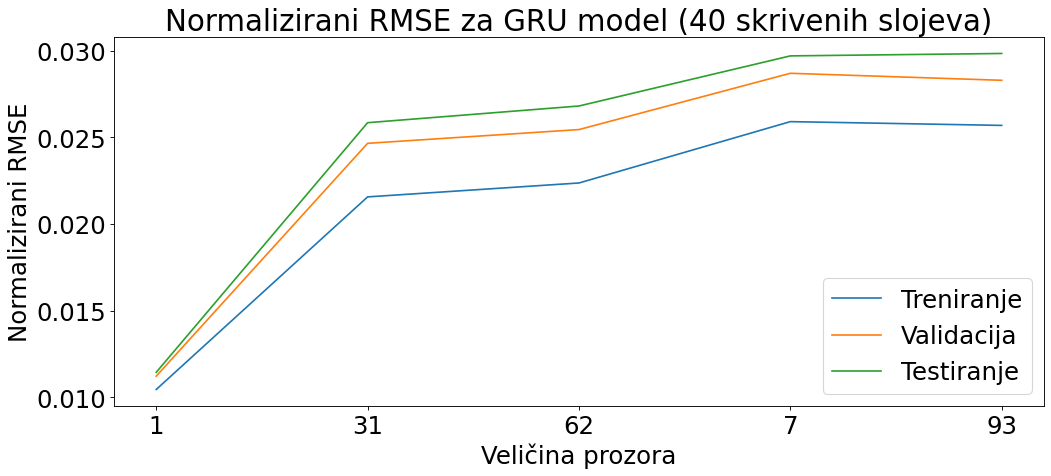 Normalizirani RMSE za GRU model (40 skrivenih slojeva)
Normalizirani RMSE
0.030
0.025
0.020
0.015
0.010
Treniranje
Validacija
Testiranje
1 31 62 7 93
Veličina prozora